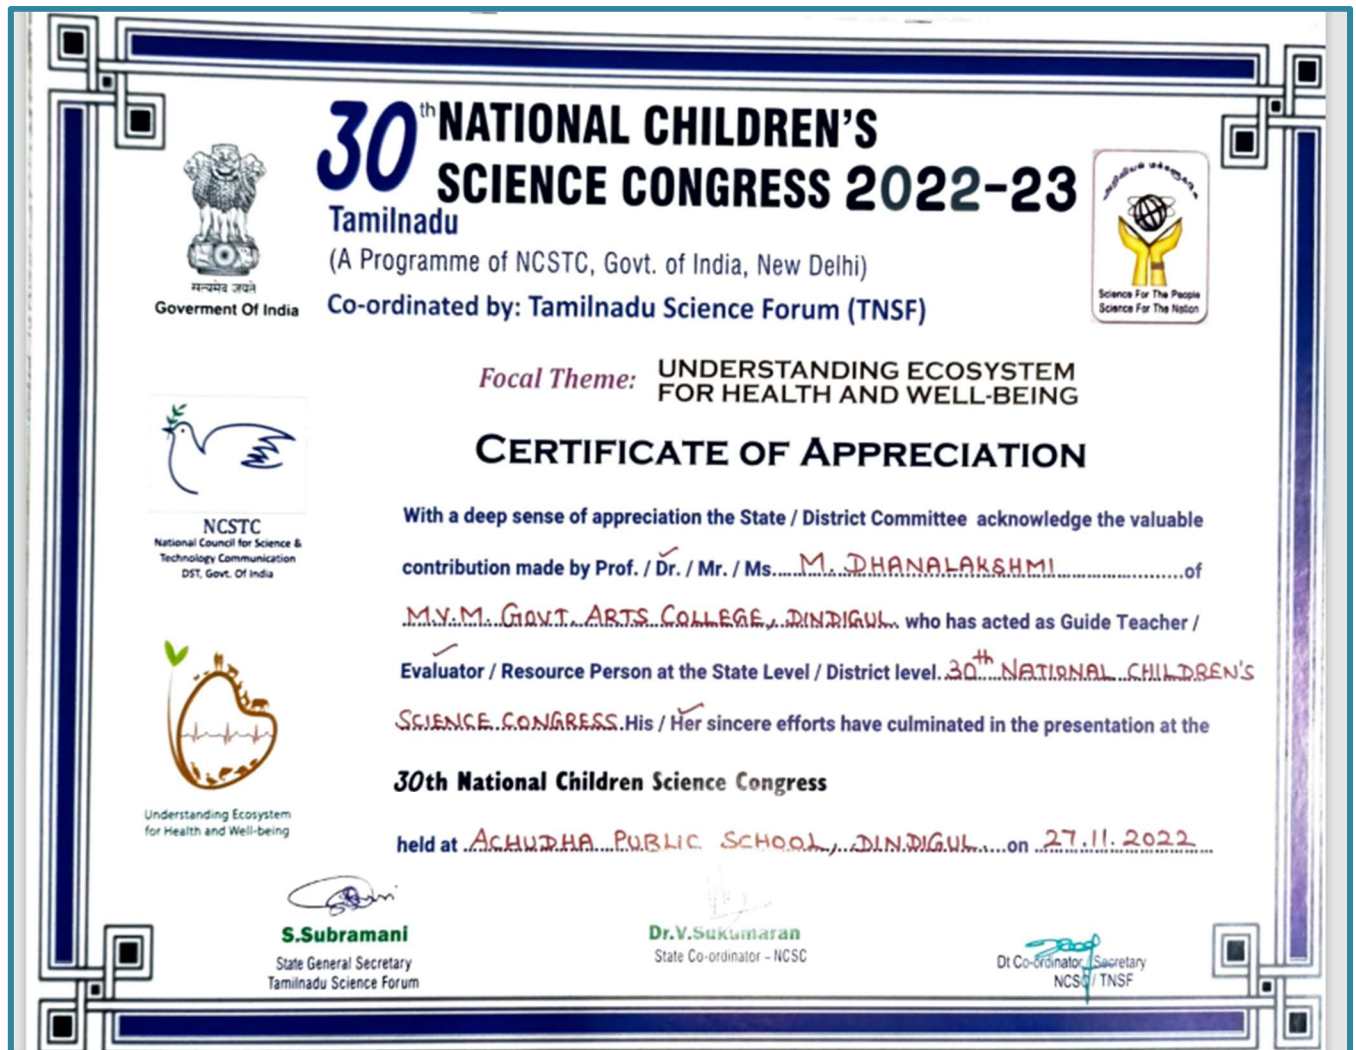 30th NATIONAL CHILDREN'S
SCIENCE CONGRESS 2022-23
Tamilnadu
(A Programme of NCSTC, Govt. of India, New Delhi)
Co-ordinated by: Tamilnadu Science Forum (TNSF)
सत्यमेव जयते
Goverment Of India
Science For The People
Science For The Nation
Focal Theme: UNDERSTANDING ECOSYSTEM
FOR HEALTH AND WELL-BEING
CERTIFICATE OF APPRECIATION
NCSTC
National Council for Science &
Technology Communication
DST, Govt. Of India
With a deep sense of appreciation the State / District Committee acknowledge the valuable
contribution made by Prof. / Dr. / Mr. / Ms....M. DHANALAKSHMI....of
M.V.M. GOVT. ARTS COLLEGE, DINDIGUL. who has acted as Guide Teacher /
Evaluator / Resource Person at the State Level / District level. 30th NATIONAL CHILDREN'S
SCIENCE CONGRESS. His / Her sincere efforts have culminated in the presentation at the
30th National Children Science Congress
held at ACHUDHA PUBLIC SCHOOL, DINDIGUL....on 27.11.2022
Understanding Ecosystem
for Health and Well-being
S.Subramani
State General Secretary
Tamilnadu Science Forum
Dr.V.Sukumaran
State Co-ordinator - NCSC
Dt Co-ordinator / Secretary
NCSC / TNSF